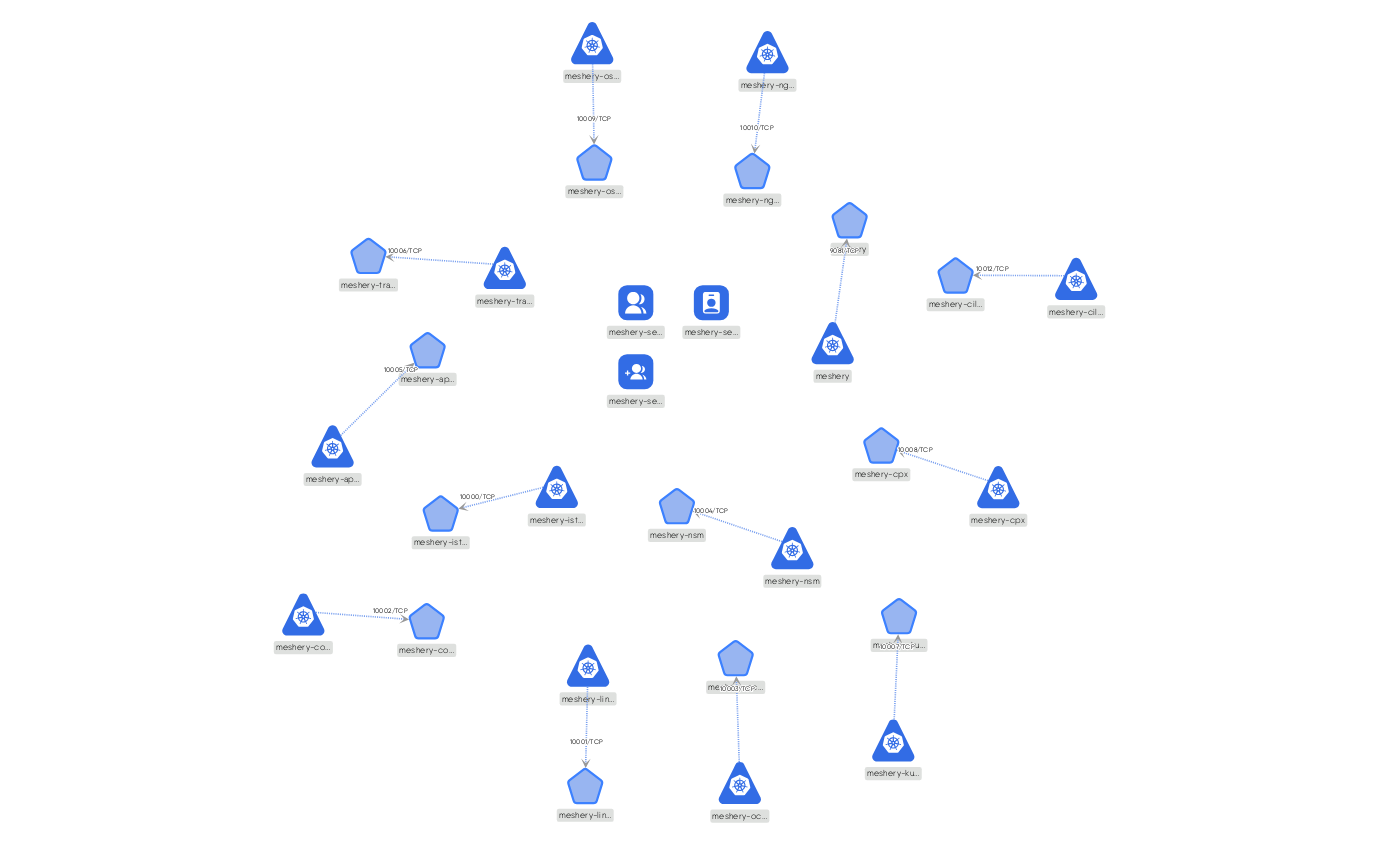 meshery-os...
meshery-ng...
10009/TCP
10010/TCP
meshery-os...
meshery-ng...
10006/TCP
9081/TCP
10012/TCP
meshery-tra...
meshery-tra...
meshery-cil...
meshery-cil...
meshery-se...
meshery-se...
10005/TCP
meshery-ap...
meshery
meshery-se...
10008/TCP
meshery-ap...
meshery-cpx
10000/TCP
10004/TCP
meshery-ist...
meshery-ist...
meshery-nsm
meshery-cpx
meshery-nsm
10002/TCP
meshery-co...
meshery-co...
10007/TCP
10003/TCP
meshery-lin...
10001/TCP
meshery-ku...
meshery-lin...
meshery-oc...